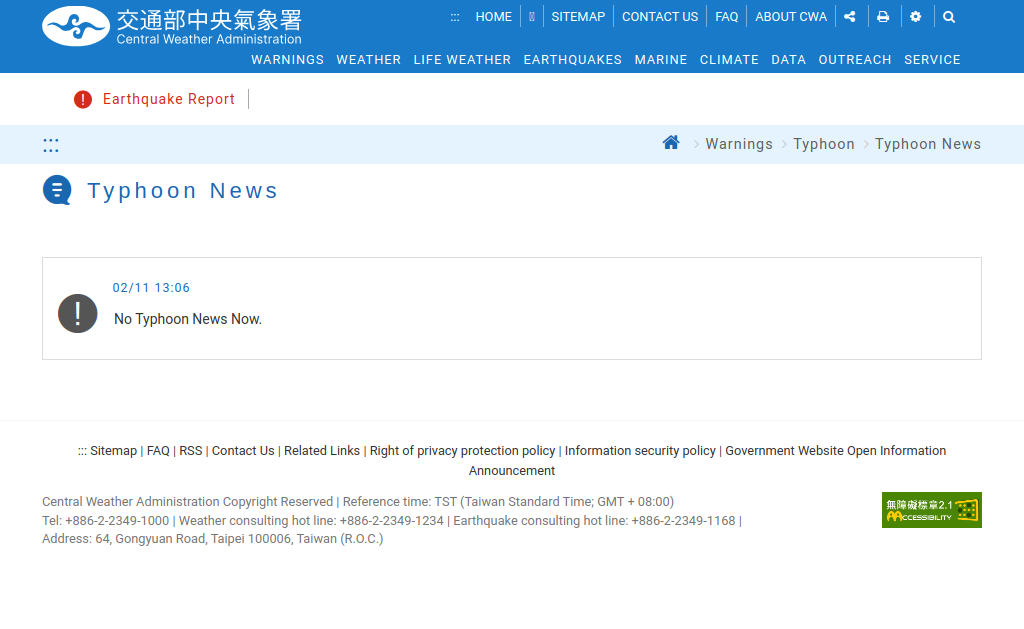 交通部中央氣象署
Central Weather Administration
::: HOME SITEMAP CONTACT US FAQ ABOUT CWA
WARNINGS WEATHER LIFE WEATHER EARTHQUAKES MARINE CLIMATE DATA OUTREACH SERVICE
Earthquake Report
::: Warnings Typhoon Typhoon News
Typhoon News
02/11 13:06
No Typhoon News Now.
::: Sitemap | FAQ | RSS | Contact Us | Related Links | Right of privacy protection policy | Information security policy | Government Website Open Information
Announcement
Central Weather Administration Copyright Reserved | Reference time: TST (Taiwan Standard Time; GMT + 08:00)
Tel: +886-2-2349-1000 | Weather consulting hot line: +886-2-2349-1234 | Earthquake consulting hot line: +886-2-2349-1168 |
Address: 64, Gongyuan Road, Taipei 100006, Taiwan (R.O.C.)
無障礙標章2.1
ACCESSIBILITY